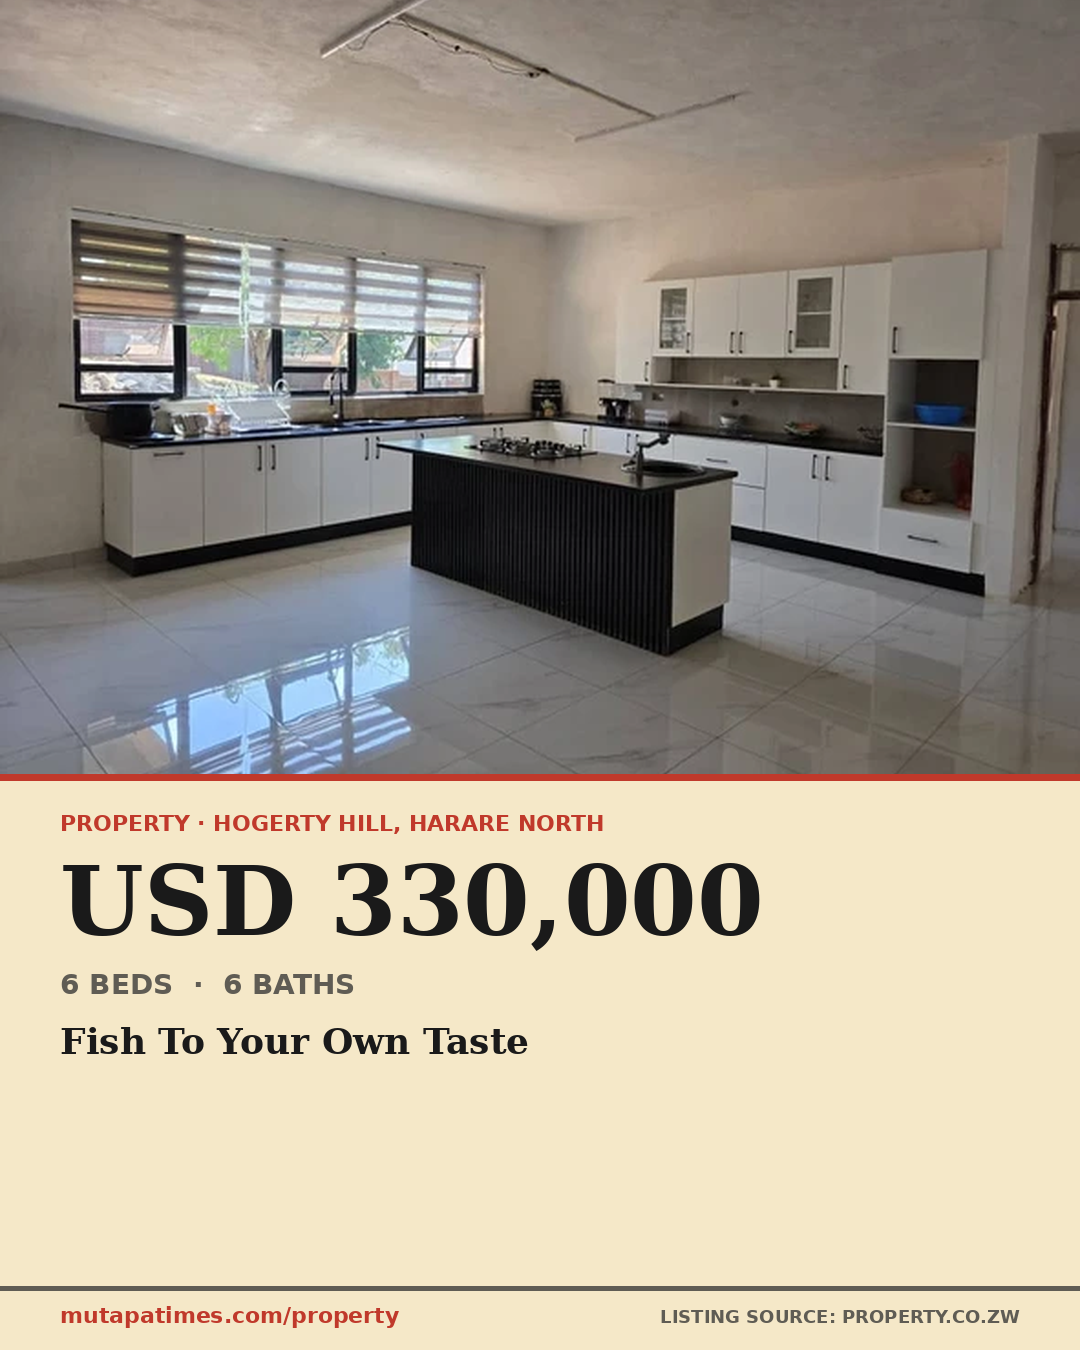 PROPERTY · HOGERTY HILL, HARARE NORTH
USD 330,000
6 BEDS · 6 BATHS
Fish To Your Own Taste
mutapatimes.com/property
LISTING SOURCE: PROPERTY.CO.ZW